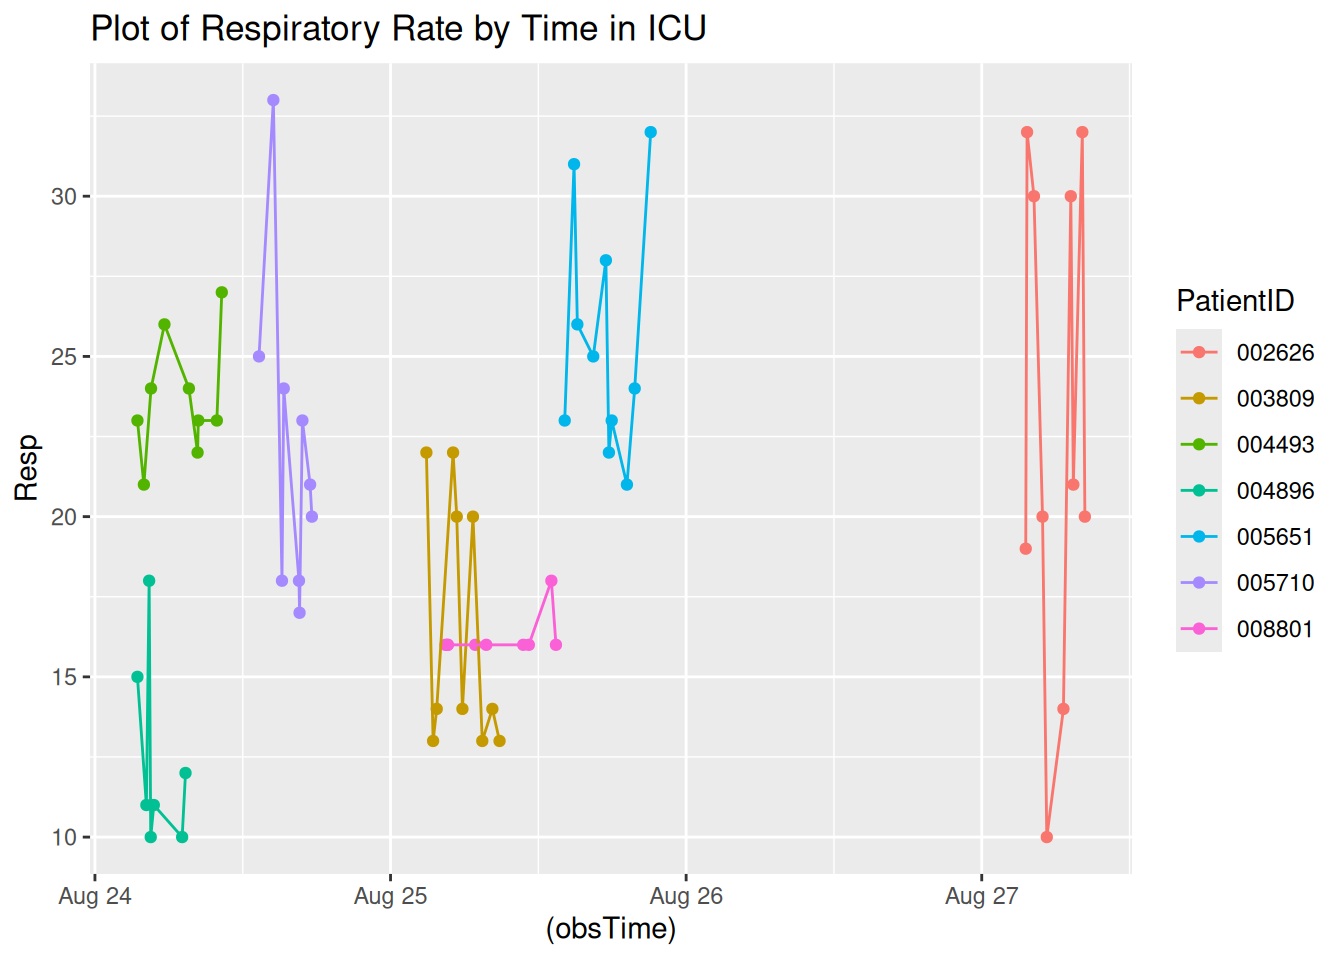 Plot of Respiratory Rate by Time in ICU
Resp
30
25
20
15
10
Aug 24
Aug 25
Aug 26
Aug 27
(obsTime)
PatientID
002626
003809
004493
004896
005651
005710
008801